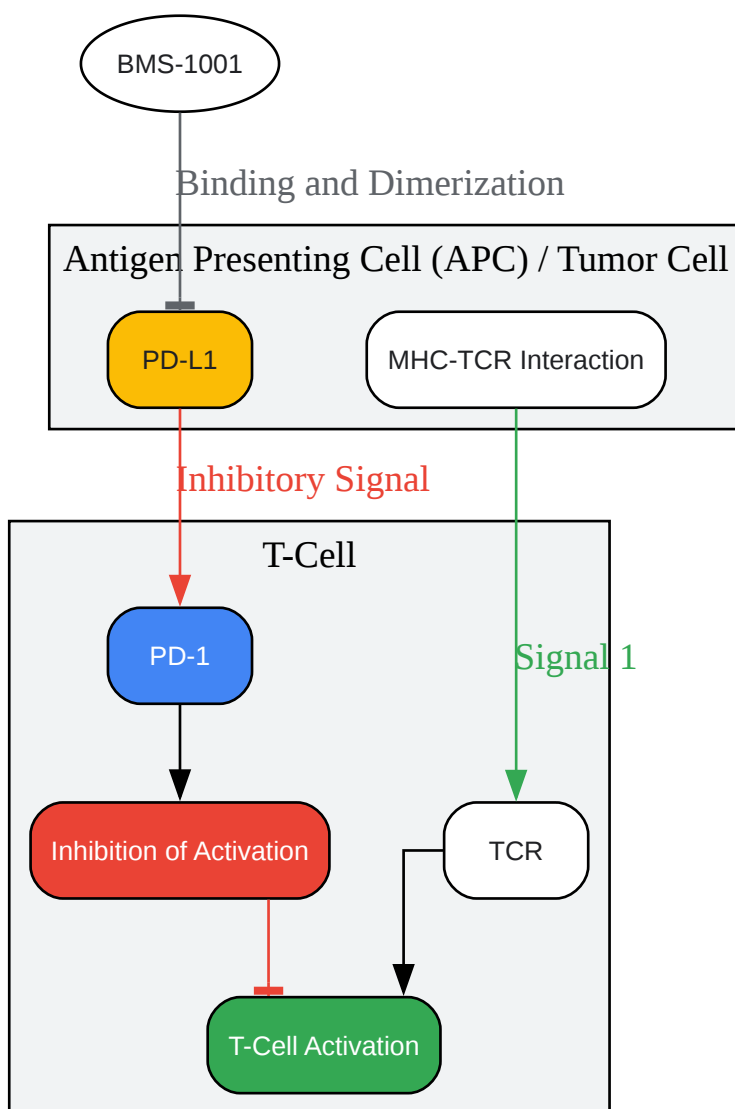 BMS-1001
Binding and Dimerization
Antigen Presenting Cell (APC) / Tumor Cell
PD-L1
MHC-TCR Interaction
Inhibitory Signal
T-Cell
PD-1
Signal 1
Inhibition of Activation
TCR
T-Cell Activation